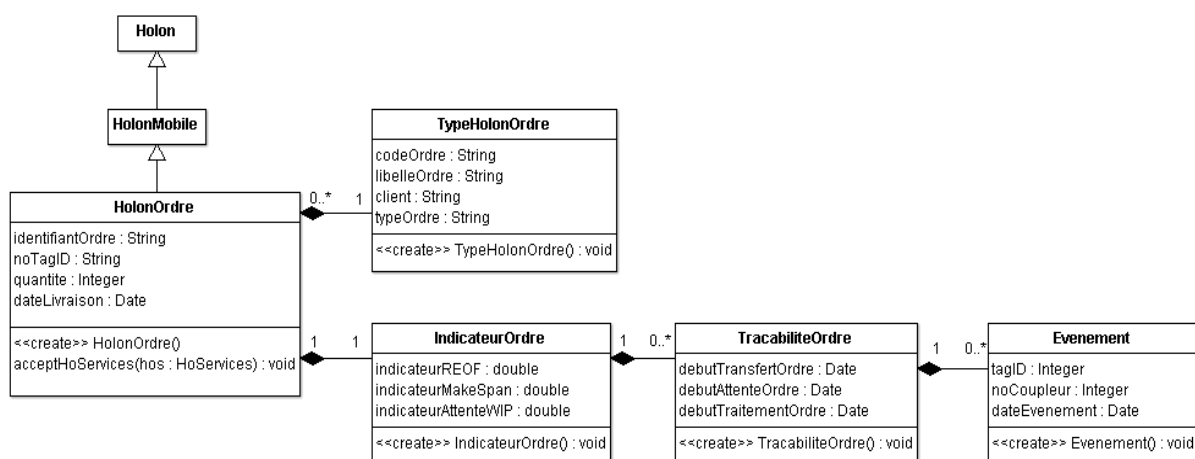 Holon
HolonMobile
HolonOrdre
identifiantOrdre : String
noTagID : String
quantite : Integer
dateLivraison : Date
<<create>> HolonOrdre()
acceptHoServices(hos : HoServices) : void
0..*
1
TypeHolonOrdre
codeOrdre : String
libelleOrdre : String
client : String
typeOrdre : String
<<create>> TypeHolonOrdre() : void
1
1
IndicateurOrdre
indicateurREOF : double
indicateurMakeSpan : double
indicateurAttenteWIP : double
<<create>> IndicateurOrdre() : void
1
0..*
TracabiliteOrdre
debutTransfertOrdre : Date
debutAttenteOrdre : Date
debutTraitementOrdre : Date
<<create>> TracabiliteOrdre() : void
1
0..*
Evenement
tagID : Integer
noCoupleur : Integer
dateEvenement : Date
<<create>> Evenement() : void